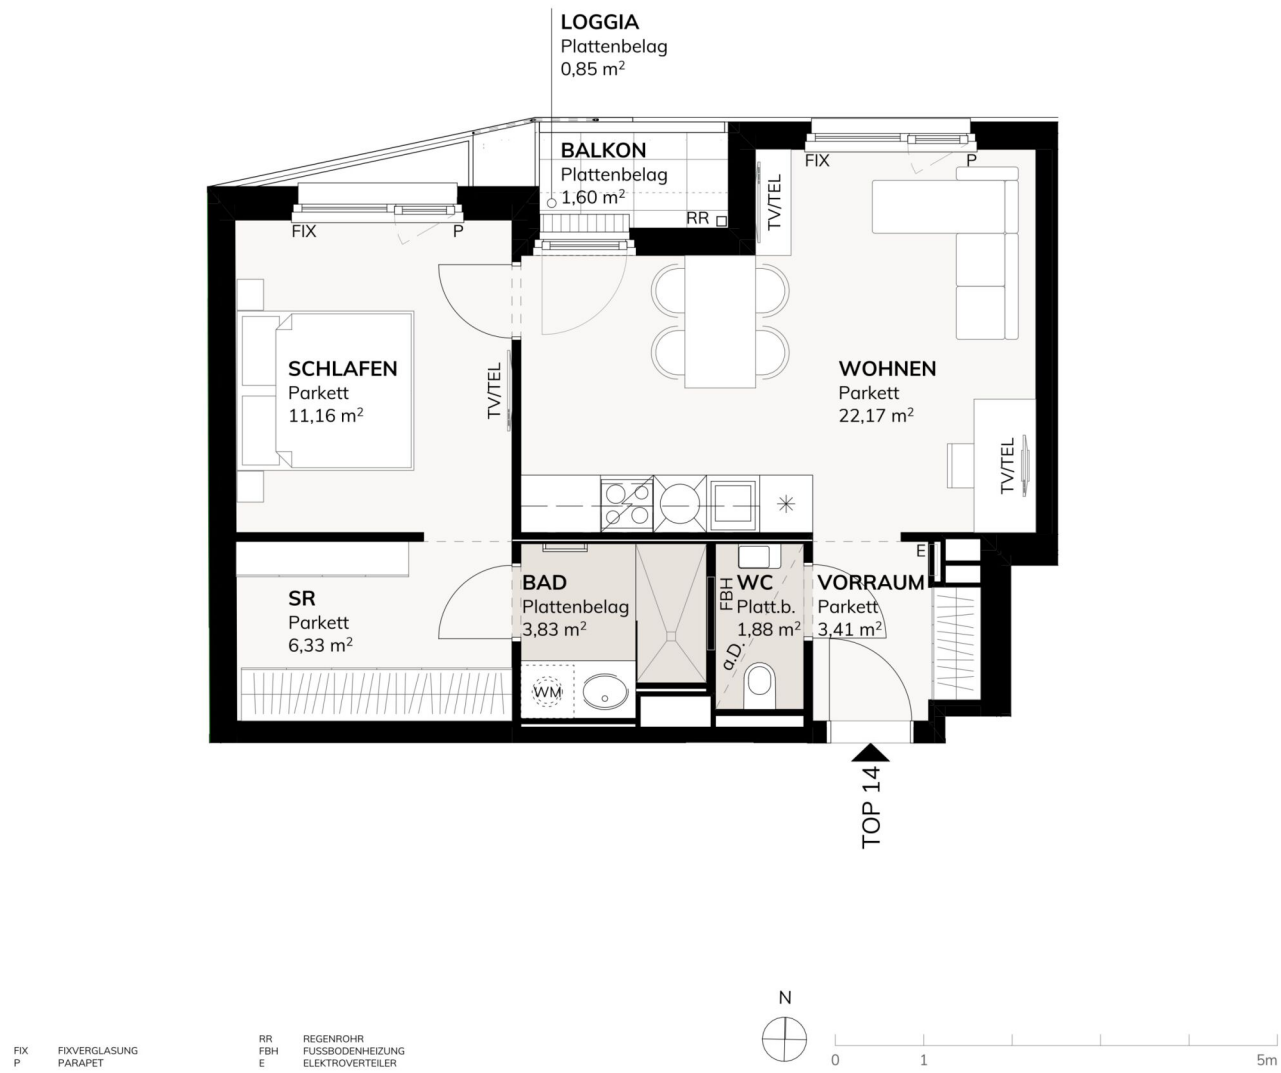 LOGGIA
Plattenbelag
0,85 m²
BALKON
Plattenbelag
1,60 m²
RR
FIX
P
TV/TEL
FIX
P
SCHLAFEN
Parkett
11,16 m²
TV/TEL
WOHNEN
Parkett
22,17 m²
TV/TEL
SR
Parkett
6,33 m²
BAD
Plattenbelag
3,83 m²
WM
FBH
WC
Platt.b.
1,88 m²
a.D.
VORRAUM
Parkett
3,41 m²
E
TOP 14
N
0 1 5m
FIX FIXVERGLASUNG
P PARAPET
RR REGENROHR
FBH FUSSBODENHEIZUNG
E ELEKTROVERTEILER